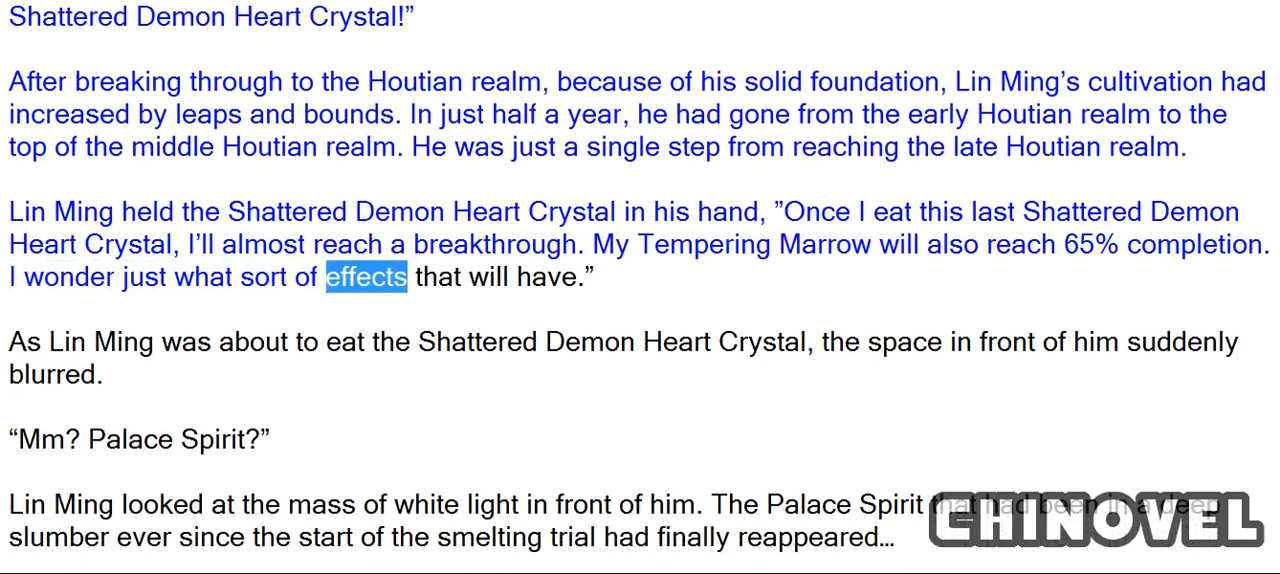 Shattered Demon Heart Crystal!”
After breaking through to the Houtian realm, because of his solid foundation, Lin Ming’s cultivation had
increased by leaps and bounds. In just half a year, he had gone from the early Houtian realm to the
top of the middle Houtian realm. He was just a single step from reaching the late Houtian realm.
Lin Ming held the Shattered Demon Heart Crystal in his hand, ”Once I eat this last Shattered Demon
Heart Crystal, I’ll almost reach a breakthrough. My Tempering Marrow will also reach 65% completion.
I wonder just what sort of effects that will have.”
As Lin Ming was about to eat the Shattered Demon Heart Crystal, the space in front of him suddenly
blurred.
“Mm? Palace Spirit?”
Lin Ming looked at the mass of white light in front of him. The Palace Spirit that had been in a deep
slumber ever since the start of the smelting trial had finally reappeared...
CHINOVEL